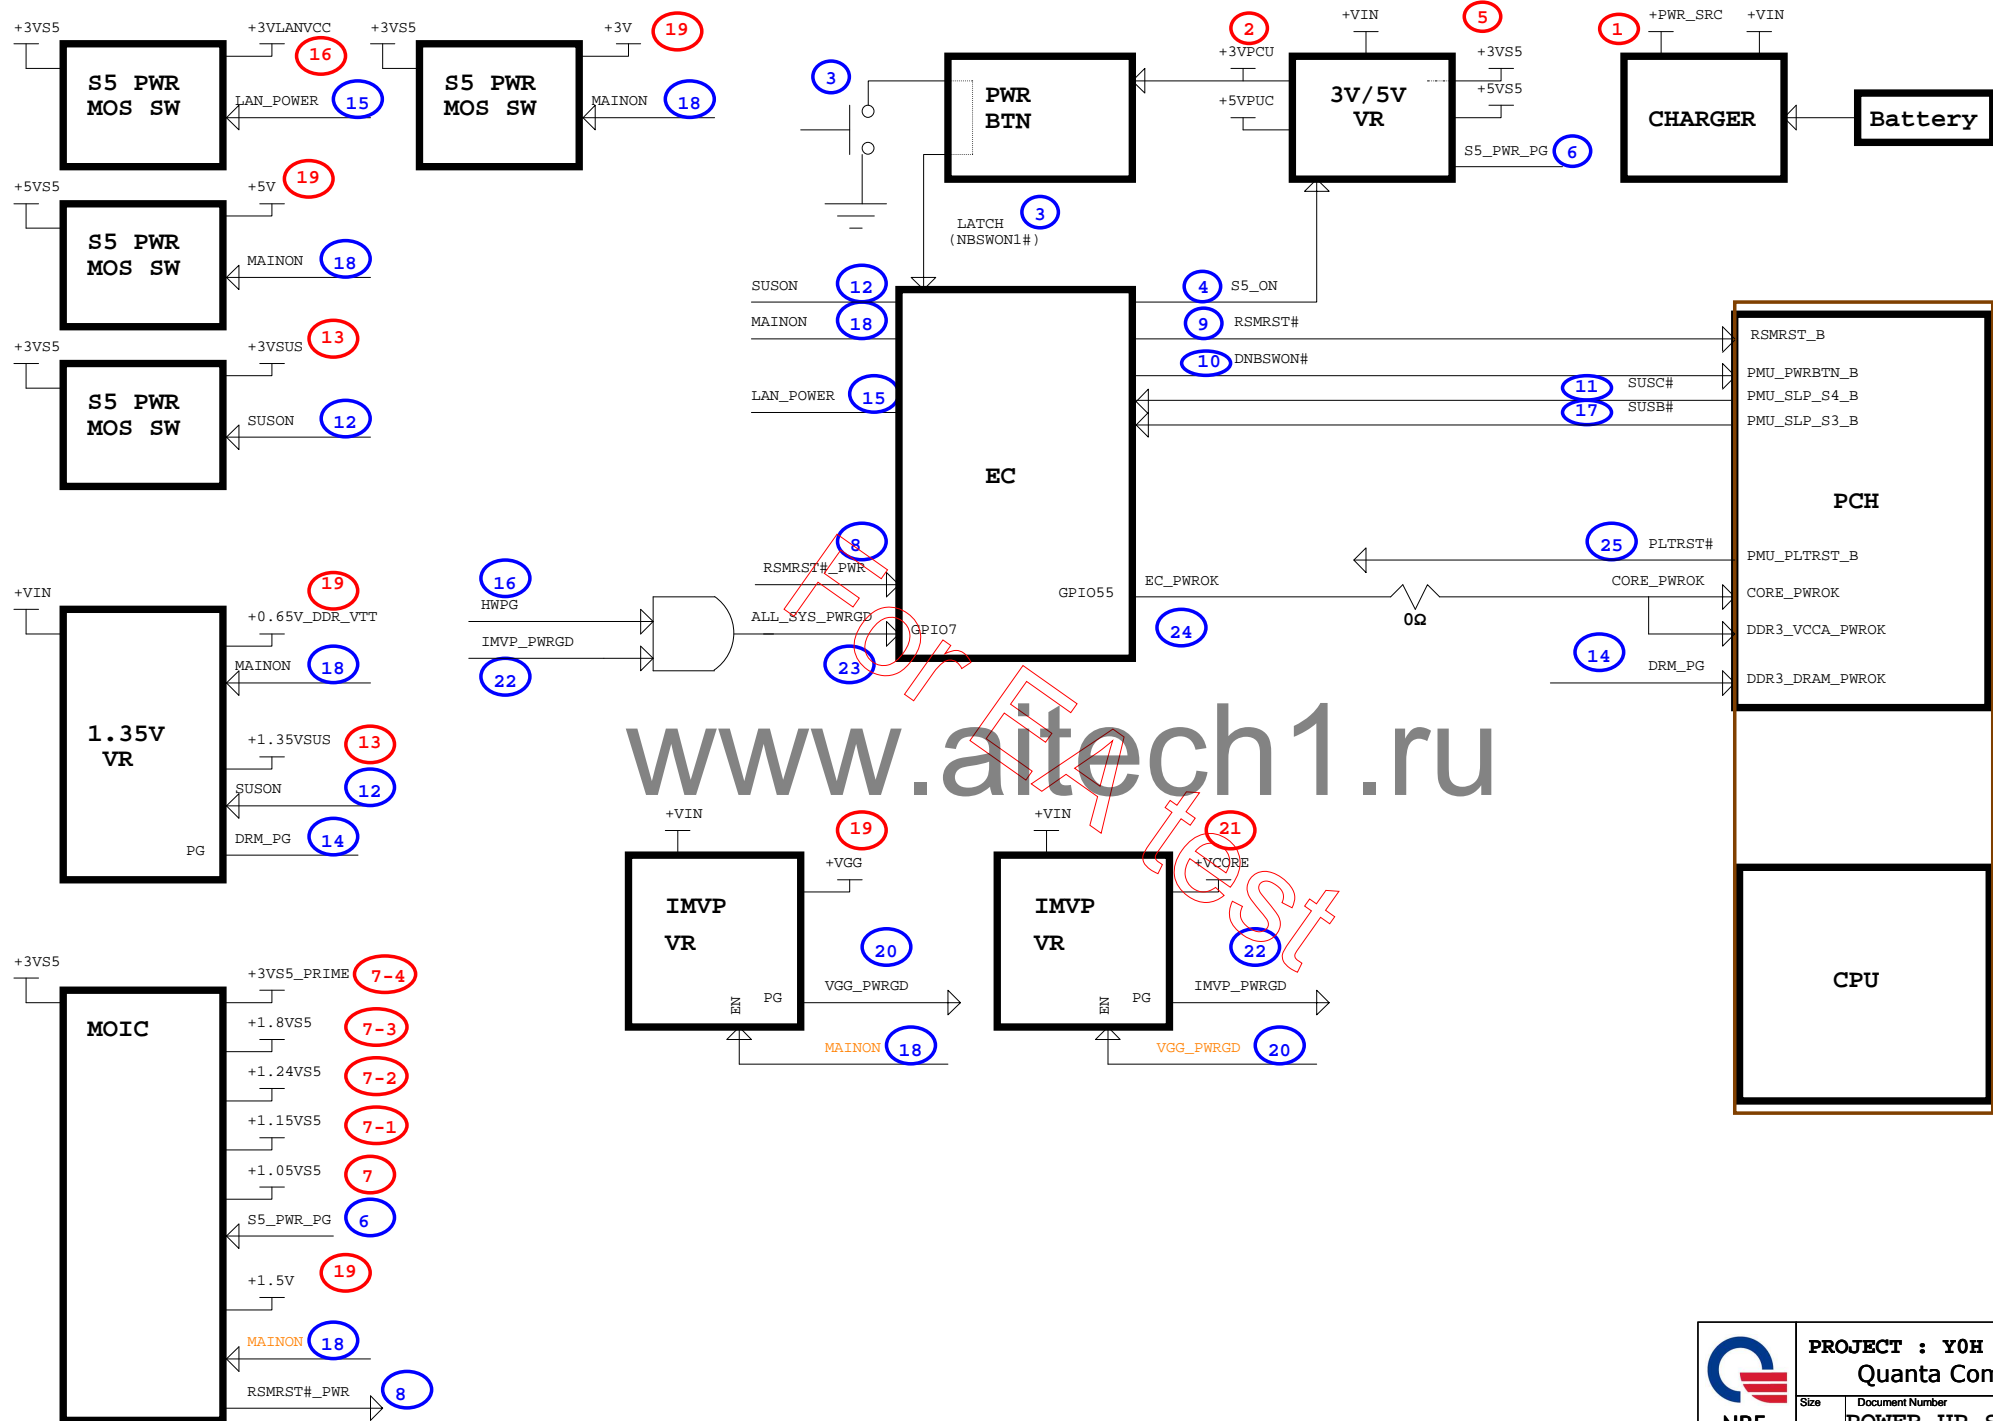 +3VS5
+3VLANVCC
16
S5 PWR
MOS SW
LAN_POWER
15
+3VS5
+3V
19
S5 PWR
MOS SW
MAINON
18
3
PWR
BTN
2
+3VPCU
+5VPUC
+VIN
5
3V/5V
VR
+3VS5
+5VS5
S5_PWR_PG
6
1
+PWR_SRC
+VIN
CHARGER
Battery
+5VS5
+5V
19
S5 PWR
MOS SW
MAINON
18
LATCH
(NBSWON1#)
3
+3VS5
+3VSUS
13
S5 PWR
MOS SW
SUSON
12
SUSON
12
MAINON
18
LAN_POWER
15
EC
4
S5_ON
9
RSMRST#
10
DNBSWON#
11
SUSC#
17
SUSB#
RSMRST_B
PMU_PWRBTN_B
PMU_SLP_S4_B
PMU_SLP_S3_B
PCH
8
RSMRST#_PWR
16
HWPG
IMVP_PWRGD
22
ALL_SYS_PWRGD
GPIO7
23
GPIO55
EC_PWROK
24
0Ω
25
PLTRST#
CORE_PWROK
14
DRM_PG
PMU_PLTRST_B
CORE_PWROK
DDR3_VCCA_PWROK
DDR3_DRAM_PWROK
+VIN
19
+0.65V_DDR_VTT
MAINON
18
1.35V
VR
+1.35VSUS
13
SUSON
12
PG
DRM_PG
14
For EA test
www.aitech1.ru
+VIN
19
+VGG
IMVP
VR
20
EN
PG
VGG_PWRGD
MAINON
18
+VIN
21
+VCORE
IMVP
VR
22
EN
PG
IMVP_PWRGD
VGG_PWRGD
20
CPU
+3VS5
MOIC
+3VS5_PRIME
7-4
+1.8VS5
7-3
+1.24VS5
7-2
+1.15VS5
7-1
+1.05VS5
7
S5_PWR_PG
6
+1.5V
19
MAINON
18
RSMRST#_PWR
8
PROJECT : Y0H
Quanta Com
Size
Document Number